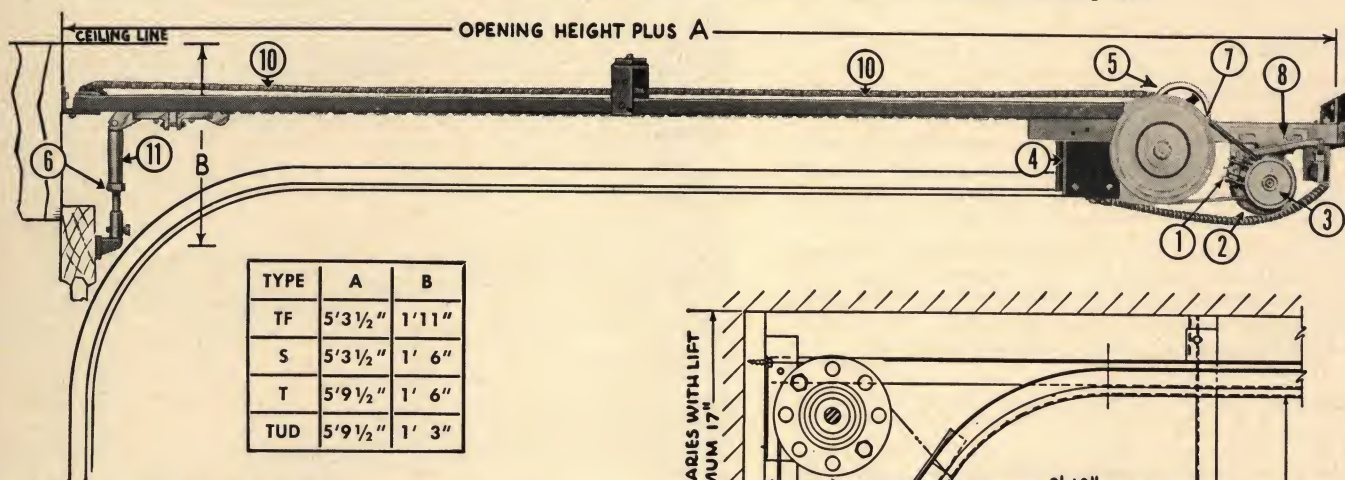 OPENING HEIGHT PLUS A
CEILING LINE
10
10
5
7
8
6
11
B
4
1
2
3
TYPE A B
TF 5'3½" 1'11"
S 5'3½" 1' 6"
T 5'9½" 1' 6"
TUD 5'9½" 1' 3"
ARIES WITH LIFT
MUM 17"